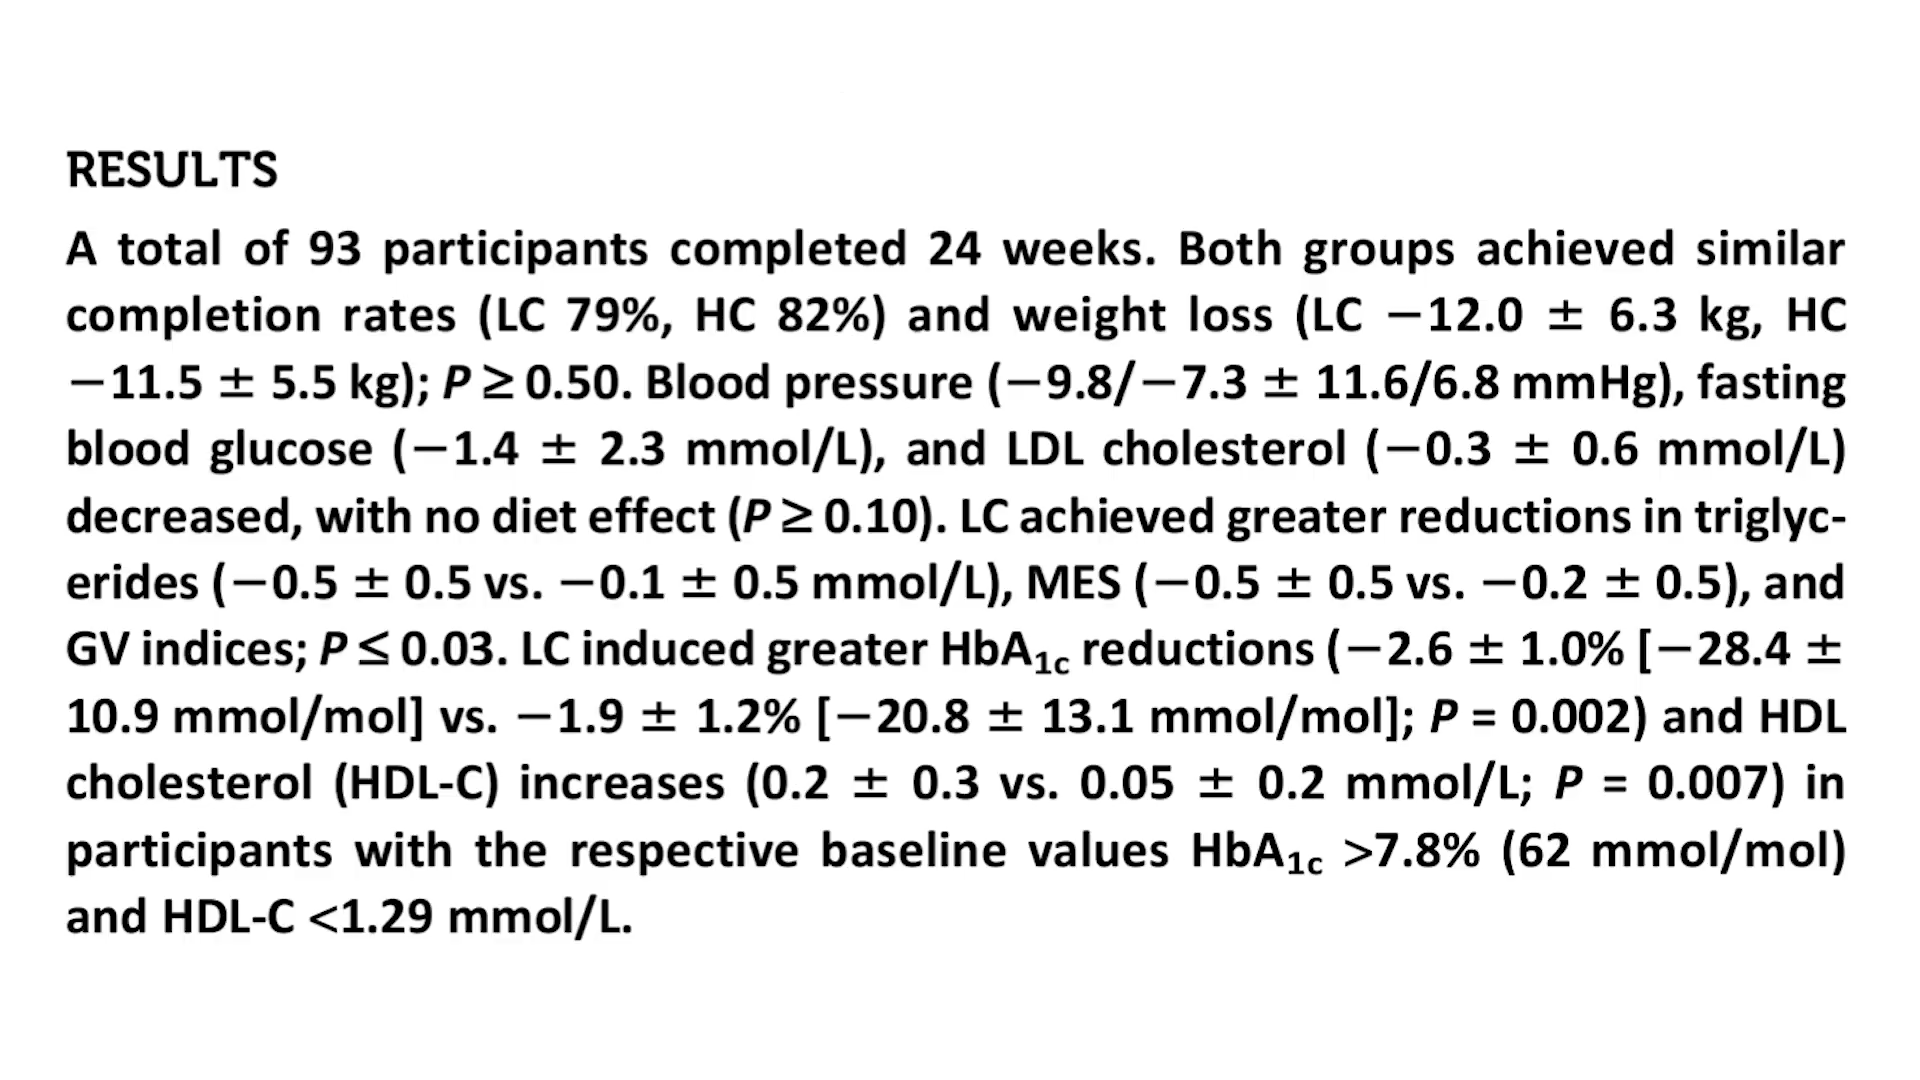 RESULTS
A total of 93 participants completed 24 weeks. Both groups achieved similar
completion rates (LC 79%, HC 82%) and weight loss (LC −12.0 ± 6.3 kg, HC
−11.5 ± 5.5 kg); P ≥ 0.50. Blood pressure (−9.8/−7.3 ± 11.6/6.8 mmHg), fasting
blood glucose (−1.4 ± 2.3 mmol/L), and LDL cholesterol (−0.3 ± 0.6 mmol/L)
decreased, with no diet effect (P ≥ 0.10). LC achieved greater reductions in triglyc-
erides (−0.5 ± 0.5 vs. −0.1 ± 0.5 mmol/L), MES (−0.5 ± 0.5 vs. −0.2 ± 0.5), and
GV indices; P ≤ 0.03. LC induced greater HbA1c reductions (−2.6 ± 1.0% [−28.4 ±
10.9 mmol/mol] vs. −1.9 ± 1.2% [−20.8 ± 13.1 mmol/mol]; P = 0.002) and HDL
cholesterol (HDL-C) increases (0.2 ± 0.3 vs. 0.05 ± 0.2 mmol/L; P = 0.007) in
participants with the respective baseline values HbA1c >7.8% (62 mmol/mol)
and HDL-C <1.29 mmol/L.